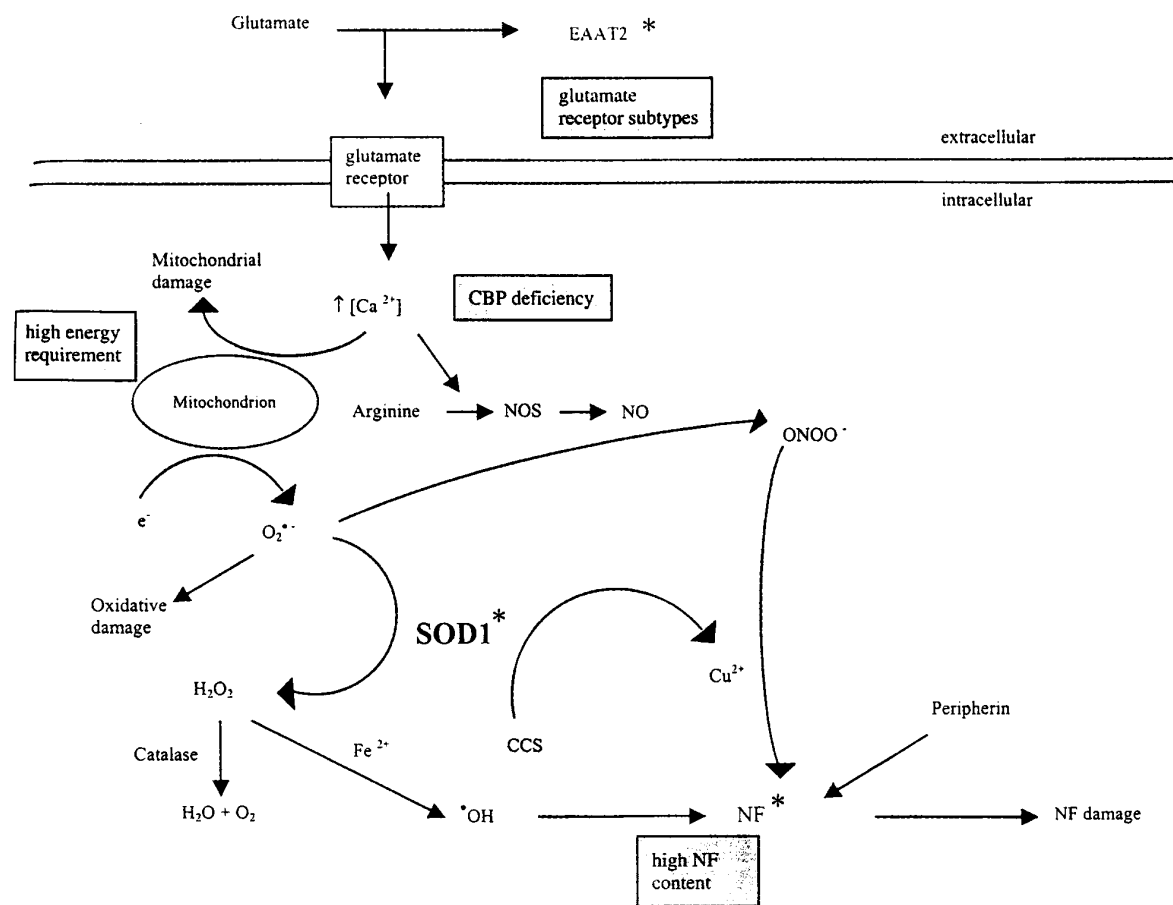 Glutamate
EAAT2 *
glutamate
receptor subtypes
extracellular
glutamate
receptor
intracellular
Mitochondrial
damage
↑ [Ca 2+]
CBP deficiency
high energy
requirement
Mitochondrion
Arginine
NOS
NO
ONOO -
e-
O2•-
Oxidative
damage
SOD1*
H2O2
Cu2+
Peripherin
Catalase
Fe 2+
CCS
H2O + O2
•OH
NF *
NF damage
high NF
content